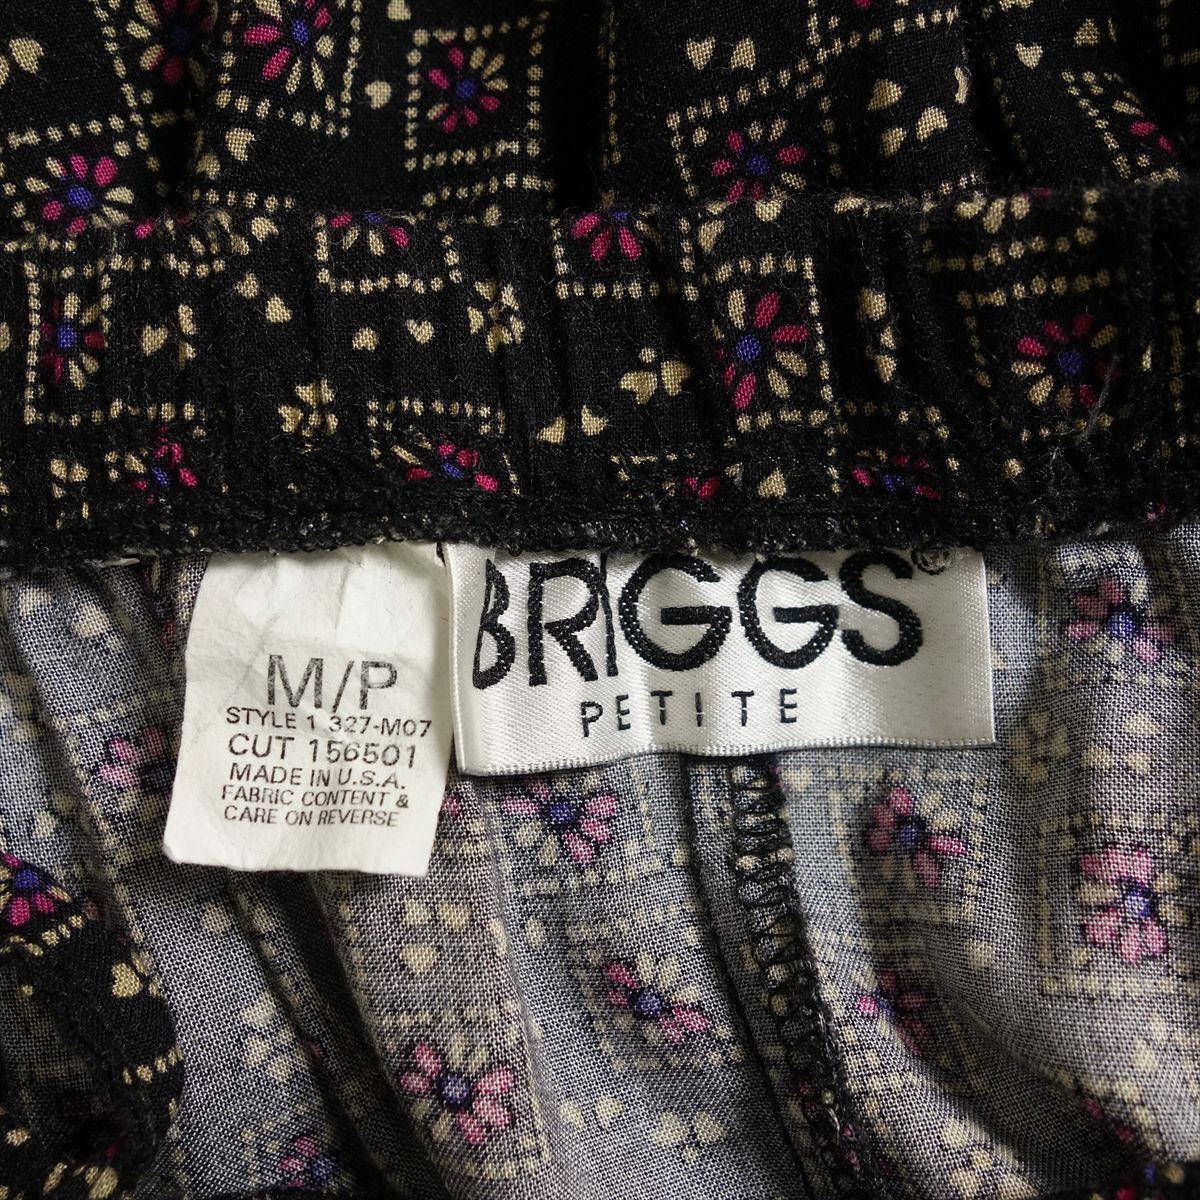 M/P
STYLE 1 327-M07
CUT 156501
MADE IN U.S.A.
FABRIC CONTENT &
CARE ON REVERSE
BRIGGS
PETITE